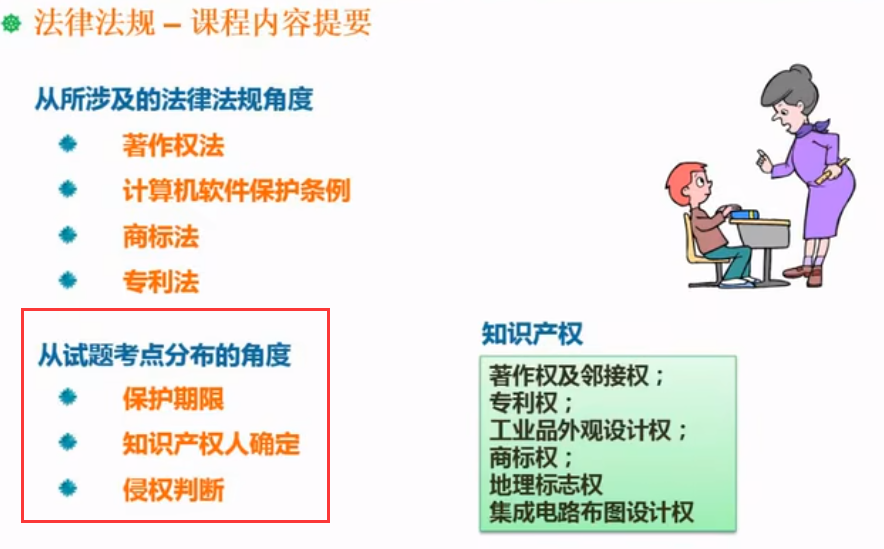 法律法规 – 课程内容提要
从所涉及的法律法规角度
著作权法
计算机软件保护条例
商标法
专利法
从试题考点分布的角度
保护期限
知识产权人确定
侵权判断
知识产权
著作权及邻接权；
专利权；
工业品外观设计权；
商标权；
地理标志权
集成电路布图设计权